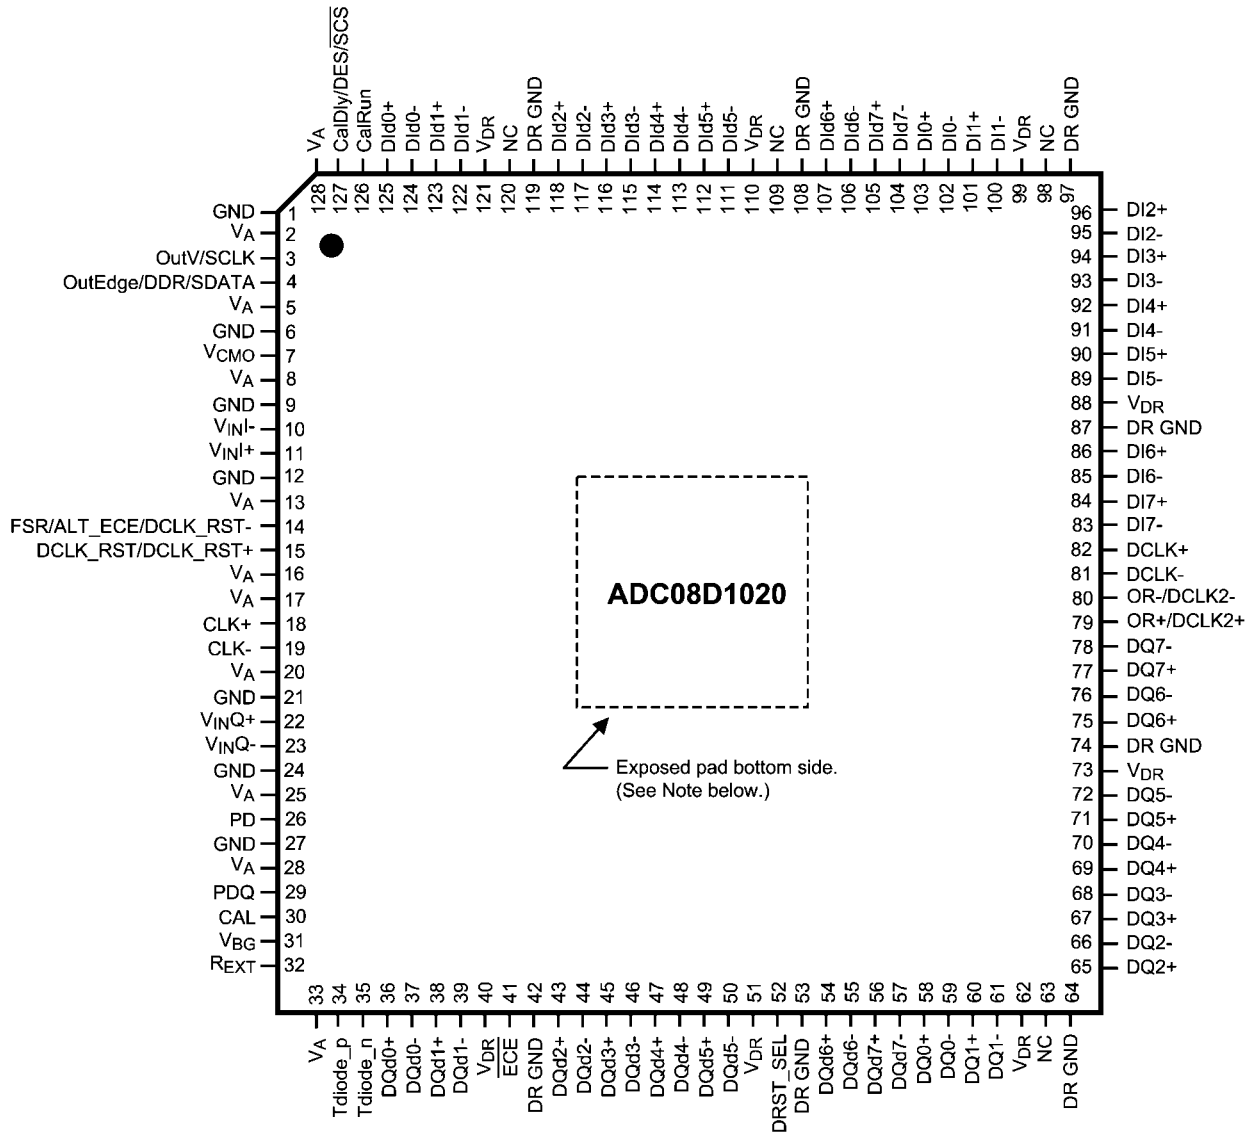 VA
CalDly/DES/SCS
CalRun
DId0+
DId0-
DId1+
DId1-
VDR
NC
DR GND
DId2+
DId2-
DId3+
DId3-
DId4+
DId4-
DId5+
DId5-
VDR
NC
DR GND
DId6+
DId6-
DId7+
DId7-
DI0+
DI0-
DI1+
DI1-
VDR
NC
DR GND
128
127
126
125
124
123
122
121
120
119
118
117
116
115
114
113
112
111
110
109
108
107
106
105
104
103
102
101
100
99
98
97
GND 1
VA 2
OutV/SCLK 3
OutEdge/DDR/SDATA 4
VA 5
GND 6
VCMO 7
VA 8
GND 9
VINI- 10
VINI+ 11
GND 12
VA 13
FSR/ALT_ECE/DCLK_RST- 14
DCLK_RST/DCLK_RST+ 15
VA 16
VA 17
CLK+ 18
CLK- 19
VA 20
GND 21
VINQ+ 22
VINQ- 23
GND 24
VA 25
PD 26
GND 27
VA 28
PDQ 29
CAL 30
VBG 31
REXT 32
ADC08D1020
Exposed pad bottom side.
(See Note below.)
96 DI2+
95 DI2-
94 DI3+
93 DI3-
92 DI4+
91 DI4-
90 DI5+
89 DI5-
88 VDR
87 DR GND
86 DI6+
85 DI6-
84 DI7+
83 DI7-
82 DCLK+
81 DCLK-
80 OR-/DCLK2-
79 OR+/DCLK2+
78 DQ7-
77 DQ7+
76 DQ6-
75 DQ6+
74 DR GND
73 VDR
72 DQ5-
71 DQ5+
70 DQ4-
69 DQ4+
68 DQ3-
67 DQ3+
66 DQ2-
65 DQ2+
33
34
35
36
37
38
39
40
41
42
43
44
45
46
47
48
49
50
51
52
53
54
55
56
57
58
59
60
61
62
63
64
VA
Tdiode_p
Tdiode_n
DQd0+
DQd0-
DQd1+
DQd1-
VDR
ECE
DR GND
DQd2+
DQd2-
DQd3+
DQd3-
DQd4+
DQd4-
DQd5+
DQd5-
VDR
DRST_SEL
DR GND
DQd6+
DQd6-
DQd7+
DQd7-
DQ0+
DQ0-
DQ1+
DQ1-
VDR
NC
DR GND